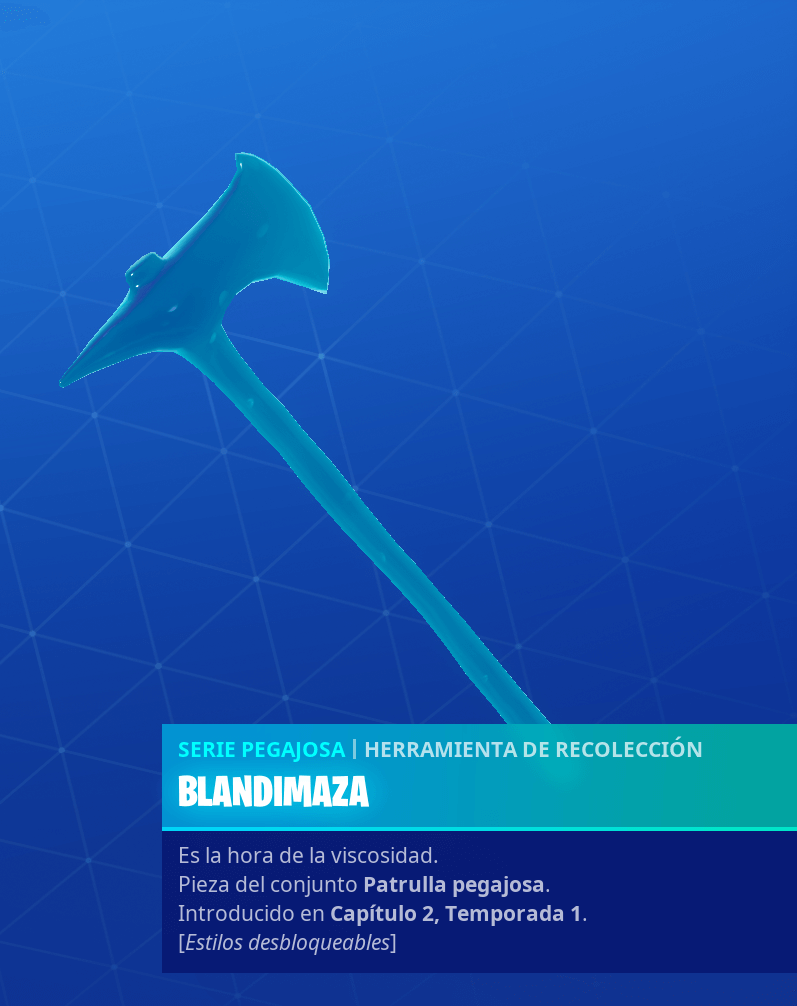 SERIE PEGAJOSA | HERRAMIENTA DE RECOLECCIÓN
BLANDIMAZA
Es la hora de la viscosidad.
Pieza del conjunto Patrulla pegajosa.
Introducido en Capítulo 2, Temporada 1.
[Estilos desbloqueables]